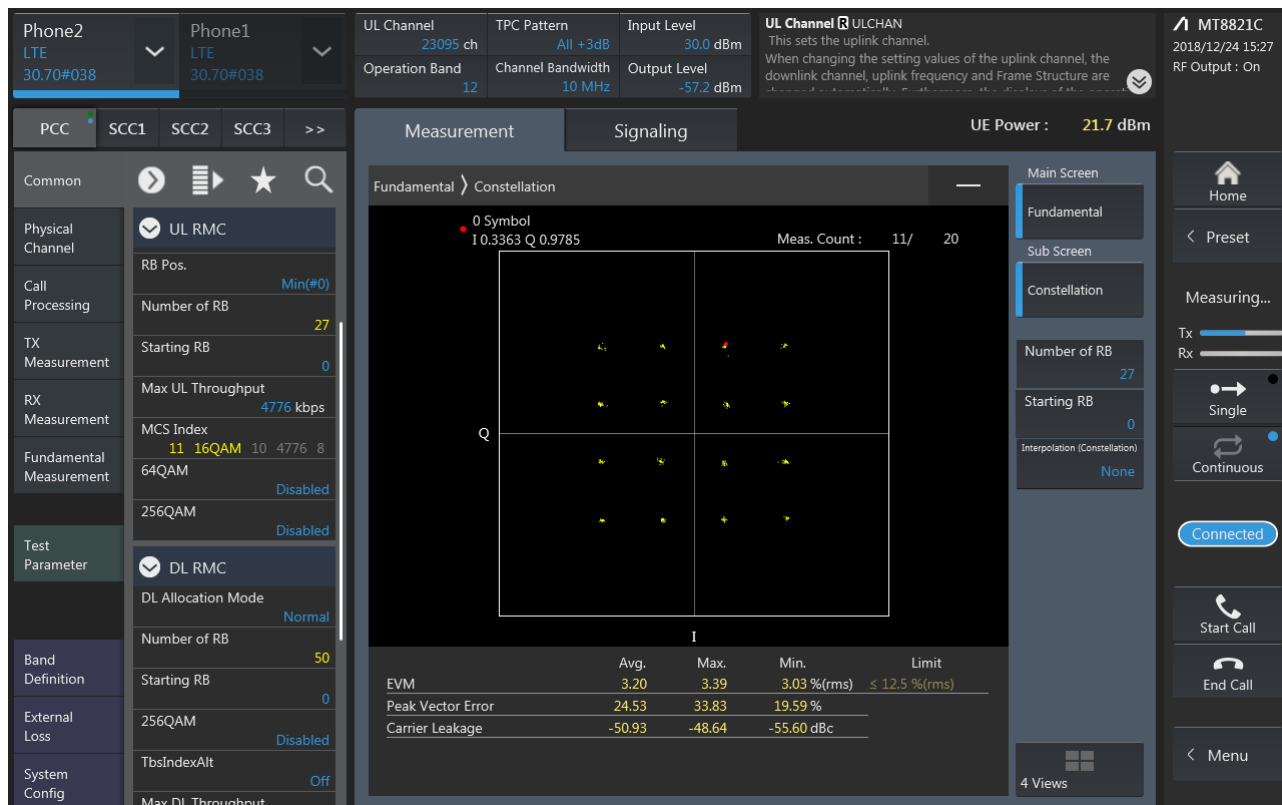 Phone2
LTE
30.70#038
Phone1
LTE
30.70#038
UL Channel
23095 ch
TPC Pattern
All +3dB
Input Level
30.0 dBm
Operation Band
12
Channel Bandwidth
10 MHz
Output Level
-57.2 dBm
UL Channel R ULCHAN
This sets the uplink channel.
When changing the setting values of the uplink channel, the
downlink channel, uplink frequency and Frame Structure are
MT8821C
2018/12/24 15:27
RF Output : On
PCC
SCC1
SCC2
SCC3
>>
Measurement
Signaling
UE Power : 21.7 dBm
Common
Physical
Channel
Call
Processing
TX
Measurement
RX
Measurement
Fundamental
Measurement
Test
Parameter
Band
Definition
External
Loss
System
Config
UL RMC
RB Pos.
Min(#0)
Number of RB
27
Starting RB
0
Max UL Throughput
4776 kbps
MCS Index
11 16QAM 10 4776 8
64QAM
Disabled
256QAM
Disabled
DL RMC
DL Allocation Mode
Normal
Number of RB
50
Starting RB
0
256QAM
Disabled
TbsIndexAlt
Off
Max DL Throughput
Fundamental 〉 Constellation
0 Symbol
I 0.3363 Q 0.9785
Meas. Count : 11/ 20
Q
I
Avg. Max. Min. Limit
EVM 3.20 3.39 3.03 %(rms) ≤ 12.5 %(rms)
Peak Vector Error 24.53 33.83 19.59 %
Carrier Leakage -50.93 -48.64 -55.60 dBc
Main Screen
Fundamental
Sub Screen
Constellation
Number of RB
27
Starting RB
0
Interpolation (Constellation)
None
4 Views
Home
< Preset
Measuring...
Tx
Rx
Single
Continuous
Connected
Start Call
End Call
< Menu